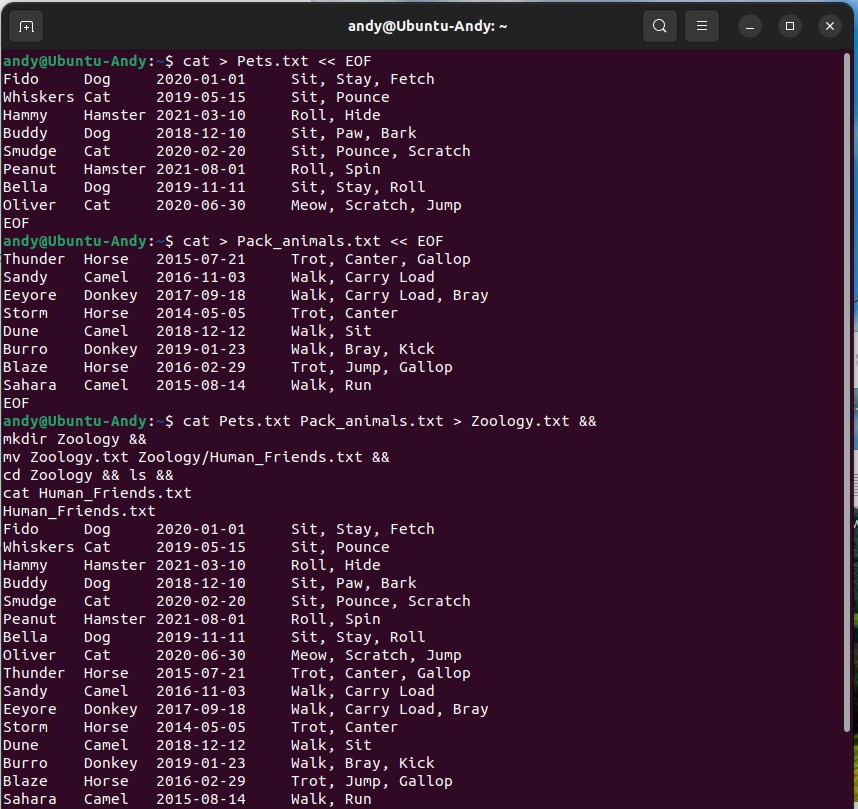 andy@Ubuntu-Andy: ~
andy@Ubuntu-Andy:~$ cat > Pets.txt << EOF
Fido     Dog     2020-01-01     Sit, Stay, Fetch
Whiskers Cat     2019-05-15     Sit, Pounce
Hammy    Hamster 2021-03-10     Roll, Hide
Buddy    Dog     2018-12-10     Sit, Paw, Bark
Smudge   Cat     2020-02-20     Sit, Pounce, Scratch
Peanut   Hamster 2021-08-01     Roll, Spin
Bella    Dog     2019-11-11     Sit, Stay, Roll
Oliver   Cat     2020-06-30     Meow, Scratch, Jump
EOF
andy@Ubuntu-Andy:~$ cat > Pack_animals.txt << EOF
Thunder  Horse   2015-07-21     Trot, Canter, Gallop
Sandy    Camel   2016-11-03     Walk, Carry Load
Eeyore   Donkey  2017-09-18     Walk, Carry Load, Bray
Storm    Horse   2014-05-05     Trot, Canter
Dune     Camel   2018-12-12     Walk, Sit
Burro    Donkey  2019-01-23     Walk, Bray, Kick
Blaze    Horse   2016-02-29     Trot, Jump, Gallop
Sahara   Camel   2015-08-14     Walk, Run
EOF
andy@Ubuntu-Andy:~$ cat Pets.txt Pack_animals.txt > Zoology.txt &&
mkdir Zoology &&
mv Zoology.txt Zoology/Human_Friends.txt &&
cd Zoology && ls &&
cat Human_Friends.txt
Human_Friends.txt
Fido     Dog     2020-01-01     Sit, Stay, Fetch
Whiskers Cat     2019-05-15     Sit, Pounce
Hammy    Hamster 2021-03-10     Roll, Hide
Buddy    Dog     2018-12-10     Sit, Paw, Bark
Smudge   Cat     2020-02-20     Sit, Pounce, Scratch
Peanut   Hamster 2021-08-01     Roll, Spin
Bella    Dog     2019-11-11     Sit, Stay, Roll
Oliver   Cat     2020-06-30     Meow, Scratch, Jump
Thunder  Horse   2015-07-21     Trot, Canter, Gallop
Sandy    Camel   2016-11-03     Walk, Carry Load
Eeyore   Donkey  2017-09-18     Walk, Carry Load, Bray
Storm    Horse   2014-05-05     Trot, Canter
Dune     Camel   2018-12-12     Walk, Sit
Burro    Donkey  2019-01-23     Walk, Bray, Kick
Blaze    Horse   2016-02-29     Trot, Jump, Gallop
Sahara   Camel   2015-08-14     Walk, Run